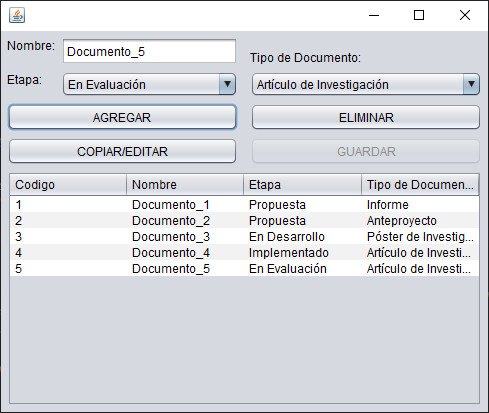 Nombre: Documento_5
Tipo de Documento:
Etapa: En Evaluación Artículo de Investigación
AGREGAR ELIMINAR
COPIAR/EDITAR GUARDAR
Codigo Nombre Etapa Tipo de Documen...
1 Documento_1 Propuesta Informe
2 Documento_2 Propuesta Anteproyecto
3 Documento_3 En Desarrollo Póster de Investig...
4 Documento_4 Implementado Artículo de Investi...
5 Documento_5 En Evaluación Artículo de Investi...